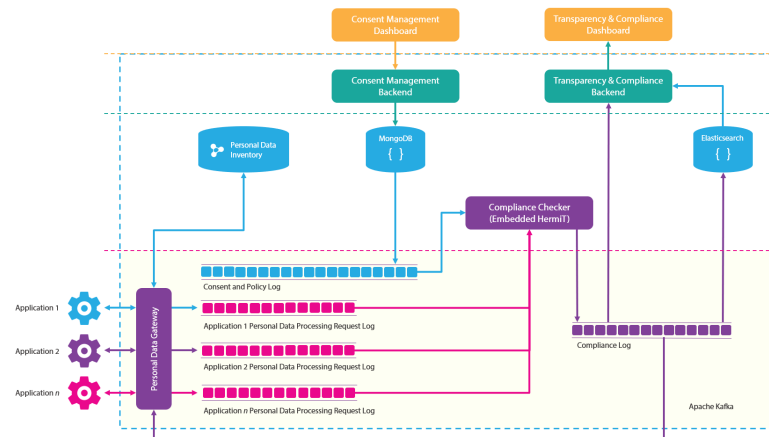 Consent Management
Dashboard
Transparency & Compliance
Dashboard
Consent Management
Backend
Transparency & Compliance
Backend
Personal Data
Inventory
MongoDB
{ }
Elasticsearch
{ }
Compliance Checker
(Embedded HermiT)
Consent and Policy Log
Application 1
Application 1 Personal Data Processing Request Log
Personal Data Gateway
Application 2
Application 2 Personal Data Processing Request Log
Compliance Log
Application n
Application n Personal Data Processing Request Log
Apache Kafka